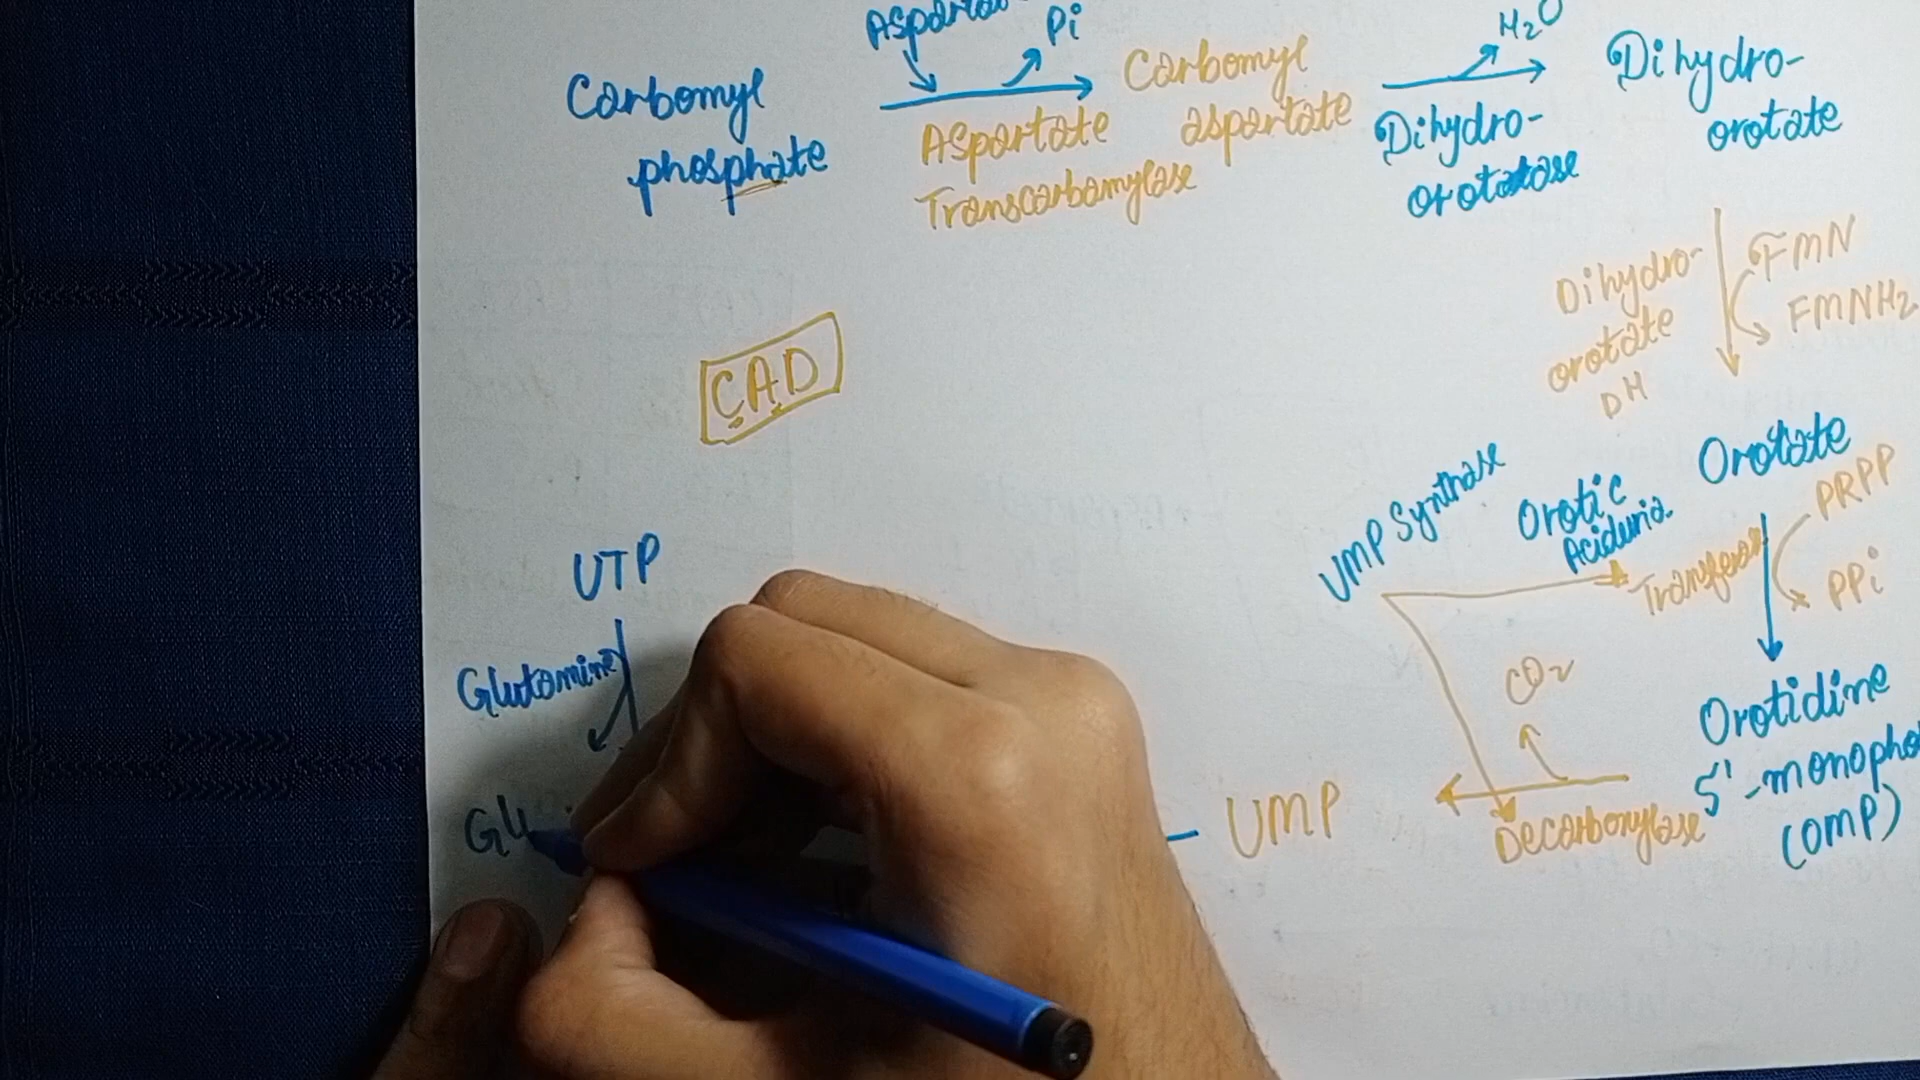 Pi
H2O
Carbomyl
phosphate
Aspartate
Transcarbamylase
Carbomyl
aspartate
Dihydro-
orotatase
Dihydro-
orotate
Dihydro-
orotate
DH
FMN
FMNH2
CAD
Orotate
PRPP
PPi
UMP Synthase
Orotic
Aciduria
UTP
Glutamine
CO2
Orotidine
5'-monopho
(OMP)
UMP
Decarboxylase